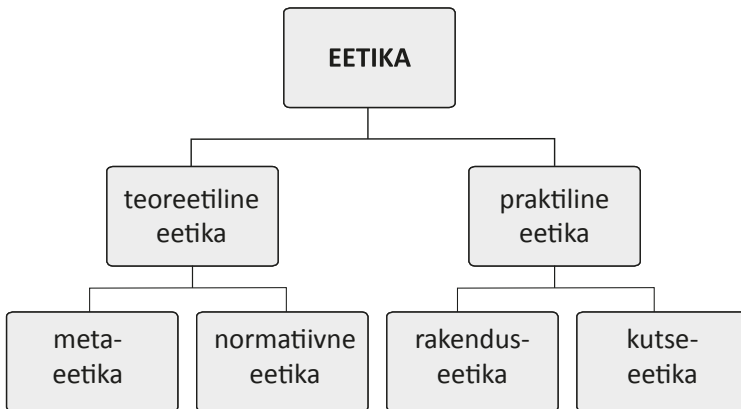 EETIKA
teoreetiline
eetika
praktiline
eetika
meta-
eetika
normatiivne
eetika
rakendus-
eetika
kutse-
eetika